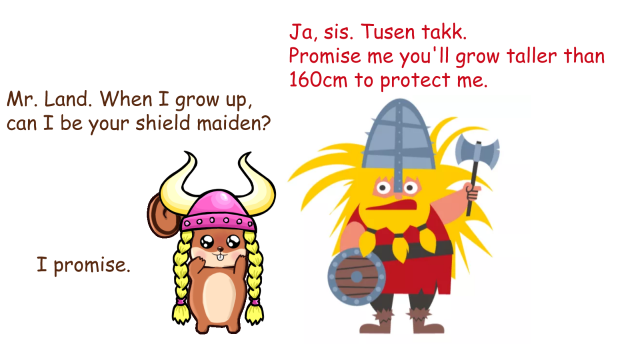 Mr. Land. When I grow up,
can I be your shield maiden?
Ja, sis. Tusen takk.
Promise me you'll grow taller than
160cm to protect me.
I promise.